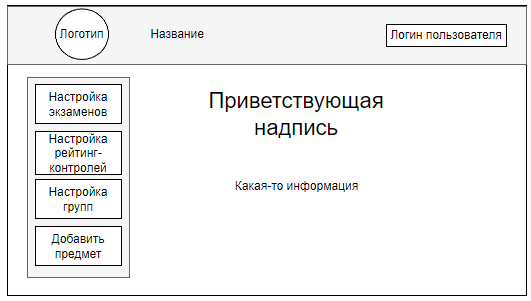 Логотип
Название
Логин пользователя
Настройка
экзаменов
Настройка
рейтинг-
контролей
Настройка
групп
Добавить
предмет
Приветствующая
надпись
Какая-то информация